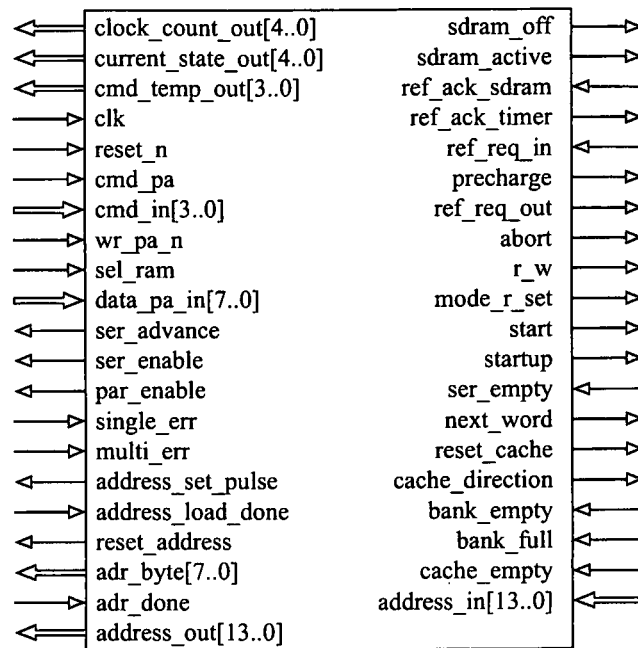 clock_count_out[4..0] sdram_off
current_state_out[4..0] sdram_active
cmd_temp_out[3..0] ref_ack_sdram
clk ref_ack_timer
reset_n ref_req_in
cmd_pa precharge
cmd_in[3..0] ref_req_out
wr_pa_n abort
sel_ram r_w
data_pa_in[7..0] mode_r_set
ser_advance start
ser_enable startup
par_enable ser_empty
single_err next_word
multi_err reset_cache
address_set_pulse cache_direction
address_load_done bank_empty
reset_address bank_full
adr_byte[7..0] cache_empty
adr_done address_in[13..0]
address_out[13..0]